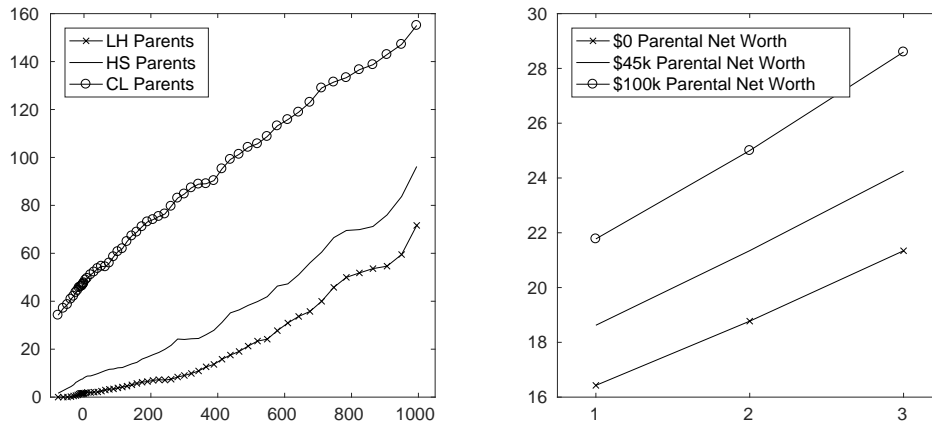 160
140
120
100
80
60
40
20
0
0 200 400 600 800 1000
LH Parents
HS Parents
CL Parents
30
28
26
24
22
20
18
16
1 2 3
$0 Parental Net Worth
$45k Parental Net Worth
$100k Parental Net Worth